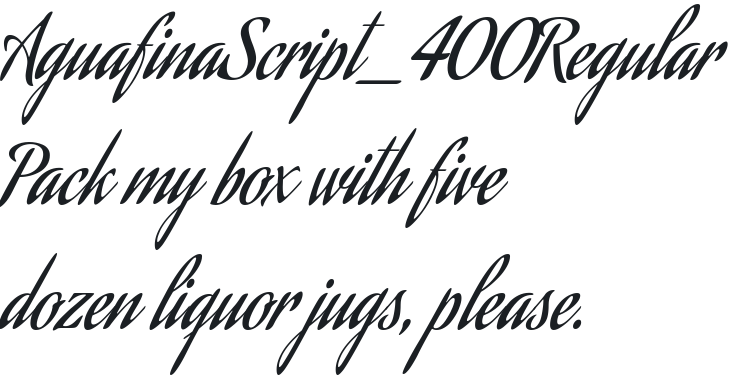 AguafinaScript_400Regular
Pack my box with five
dozen liquor jugs, please.